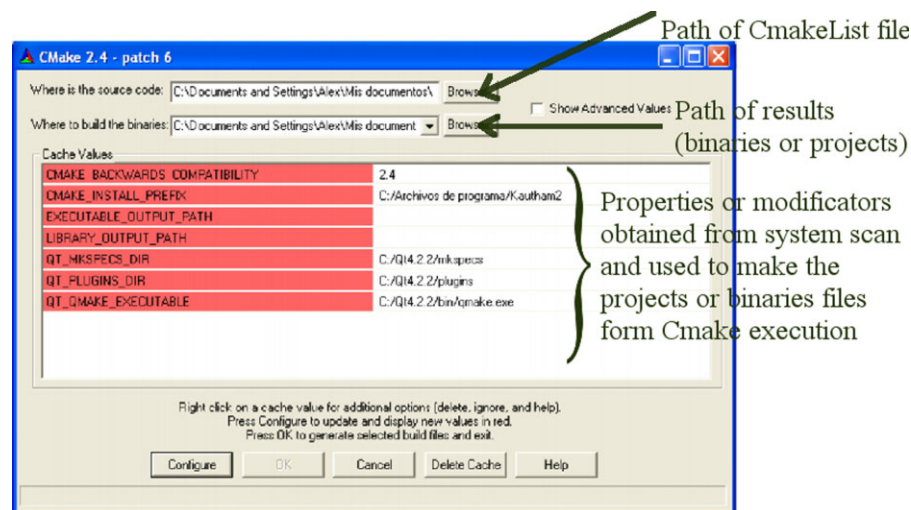 Path of CmakeList file
CMake 2.4 - patch 6
Where is the source code: C:\Documents and Settings\Alex\Mis documentos\ Browse
Show Advanced Values
Path of results
(binaries or projects)
Where to build the binaries: C:\Documents and Settings\Alex\Mis document Browse
Cache Values
CMAKE_BACKWARDS_COMPATIBILITY 2.4
CMAKE_INSTALL_PREFIX C:/Archivos de programa/Kautham2
EXECUTABLE_OUTPUT_PATH
LIBRARY_OUTPUT_PATH
QT_MKSPECS_DIR C:/Qt4.2.2/mkspecs
QT_PLUGINS_DIR C:/Qt4.2.2/plugins
QT_QMAKE_EXECUTABLE C:/Qt4.2.2/bin/qmake.exe
Properties or modificators
obtained from system scan
and used to make the
projects or binaries files
form Cmake execution
Right click on a cache value for additional options (delete, ignore, and help).
Press Configure to update and display new values in red.
Press OK to generate selected build files and exit.
Configure OK Cancel Delete Cache Help